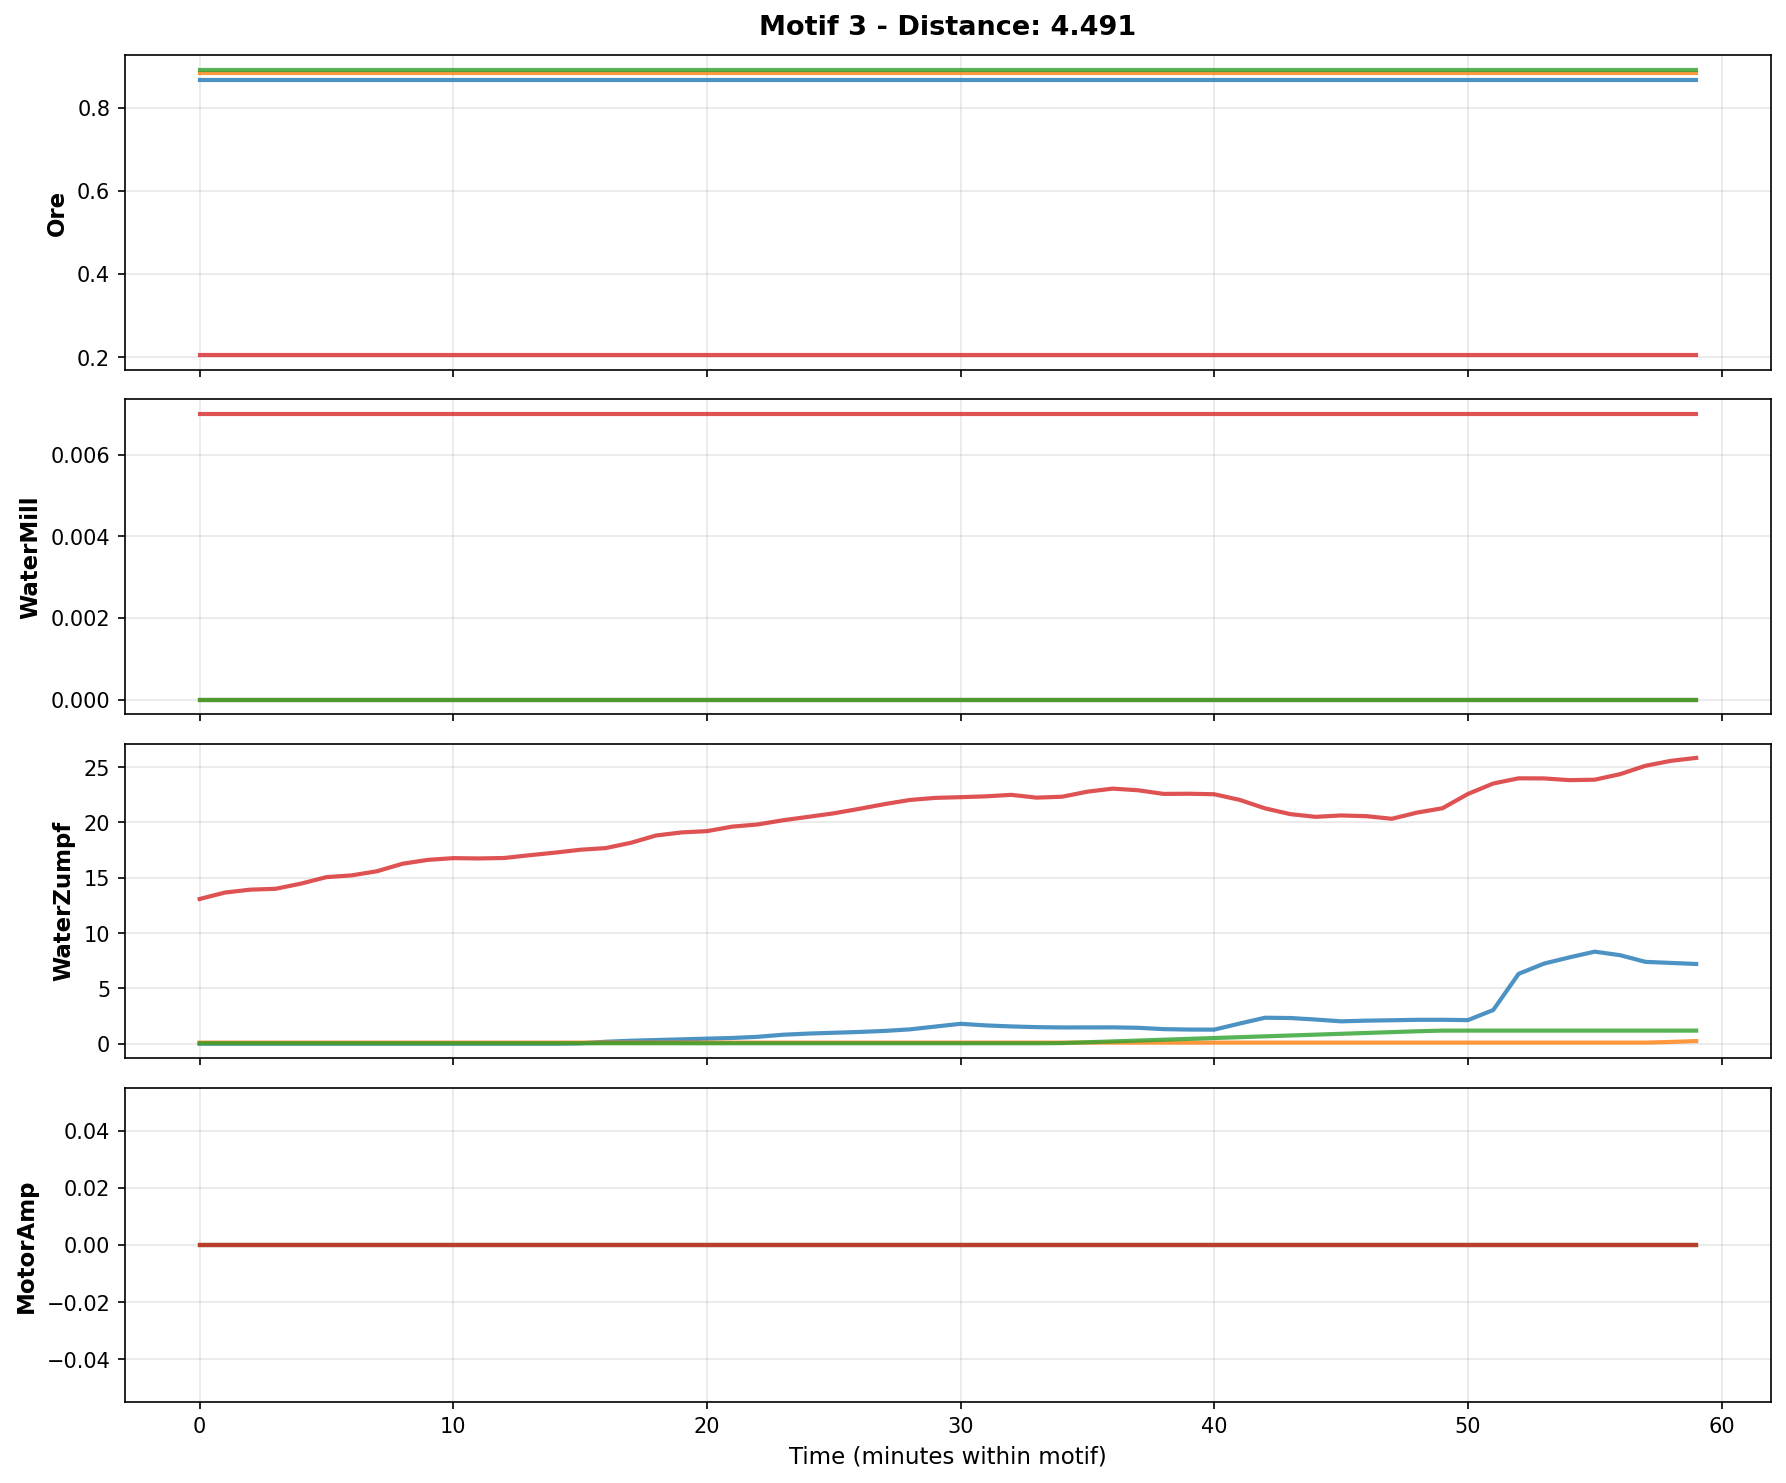 Motif 3 - Distance: 4.491
Ore
0.8
0.6
0.4
0.2
WaterMill
0.006
0.004
0.002
0.000
WaterZumpf
25
20
15
10
5
0
MotorAmp
0.04
0.02
0.00
−0.02
−0.04
0 10 20 30 40 50 60
Time (minutes within motif)